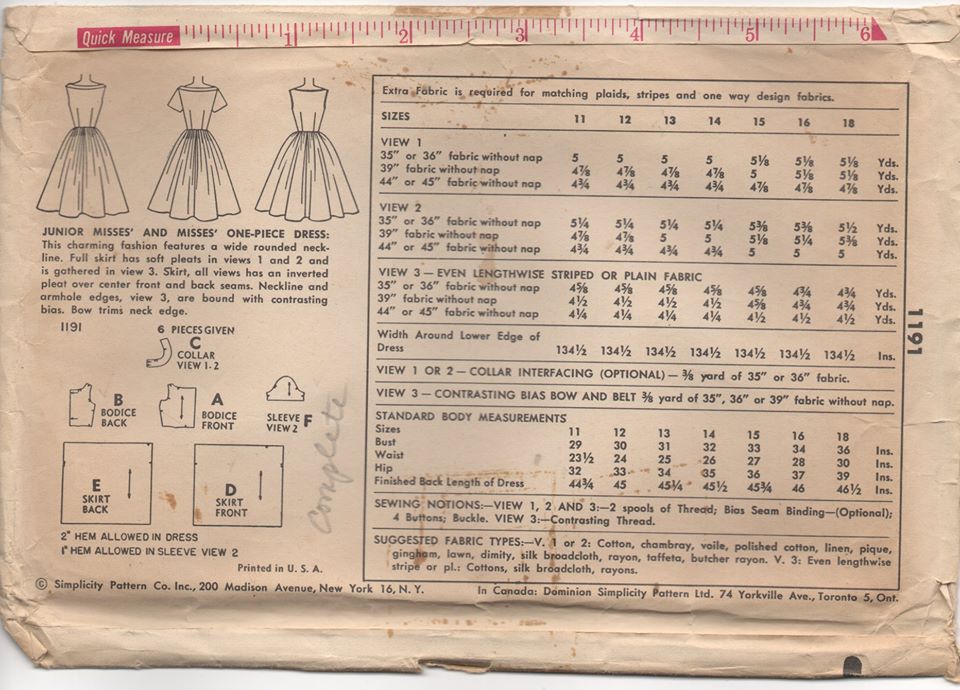 Quick Measure 1 2 3 4 5 6
JUNIOR MISSES' AND MISSES' ONE-PIECE DRESS:
This charming fashion features a wide rounded neck-
line. Full skirt has soft pleats in views 1 and 2 and
is gathered in view 3. Skirt, all views has an inverted
pleat over center front and back seams. Neckline and
armhole edges, view 3, are bound with contrasting
bias. Bow trims neck edge.
1191 6 PIECES GIVEN
C
COLLAR
VIEW 1-2
B
BODICE
BACK
A
BODICE
FRONT
SLEEVE F
VIEW 2
E
SKIRT
BACK
D
SKIRT
FRONT
complete
2" HEM ALLOWED IN DRESS
1" HEM ALLOWED IN SLEEVE VIEW 2
Printed in U. S. A.
Extra Fabric is required for matching plaids, stripes and one way design fabrics.
SIZES 11 12 13 14 15 16 18
VIEW 1
35" or 36" fabric without nap 5 5 5 5 5⅛ 5⅛ 5⅛ Yds.
39" fabric without nap 4⅞ 4⅞ 4⅞ 4⅞ 5 5⅛ 5⅛ Yds.
44" or 45" fabric without nap 4¾ 4¾ 4¾ 4¾ 4⅞ 4⅞ 4⅞ Yds.
VIEW 2
35" or 36" fabric without nap 5¼ 5¼ 5¼ 5¼ 5⅜ 5⅜ 5½ Yds.
39" fabric without nap 4⅞ 4⅞ 5 5 5⅛ 5¼ 5⅜ Yds.
44" or 45" fabric without nap 4¾ 4¾ 4¾ 4¾ 5 5 5 Yds.
VIEW 3 — EVEN LENGTHWISE STRIPED OR PLAIN FABRIC
35" or 36" fabric without nap 4⅝ 4⅝ 4⅝ 4⅝ 4⅝ 4¾ 4¾ Yds.
39" fabric without nap 4½ 4½ 4½ 4½ 4⅝ 4¾ 4¾ Yds.
44" or 45" fabric without nap 4¼ 4¼ 4¼ 4¼ 4½ 4½ 4½ Yds.
Width Around Lower Edge of
Dress 134½ 134½ 134½ 134½ 134½ 134½ 134½ Ins.
VIEW 1 OR 2 — COLLAR INTERFACING (OPTIONAL) — ⅜ yard of 35" or 36" fabric.
VIEW 3 — CONTRASTING BIAS BOW AND BELT ⅜ yard of 35", 36" or 39" fabric without nap.
STANDARD BODY MEASUREMENTS
Sizes 11 12 13 14 15 16 18
Bust 29 30 31 32 33 34 36 Ins.
Waist 23½ 24 25 26 27 28 30 Ins.
Hip 32 33 34 35 36 37 39 Ins.
Finished Back Length of Dress 44¾ 45 45¼ 45½ 45¾ 46 46½ Ins.
SEWING NOTIONS:—VIEW 1, 2 AND 3:—2 spools of Thread; Bias Seam Binding—(Optional);
4 Buttons; Buckle. VIEW 3:—Contrasting Thread.
SUGGESTED FABRIC TYPES:—V. 1 or 2: Cotton, chambray, voile, polished cotton, linen, pique,
gingham, lawn, dimity, silk broadcloth, rayon, taffeta, butcher rayon. V. 3: Even lengthwise
stripe or pl.: Cottons, silk broadcloth, rayons.
1191
© Simplicity Pattern Co. Inc., 200 Madison Avenue, New York 16, N. Y. In Canada: Dominion Simplicity Pattern Ltd. 74 Yorkville Ave., Toronto 5, Ont.